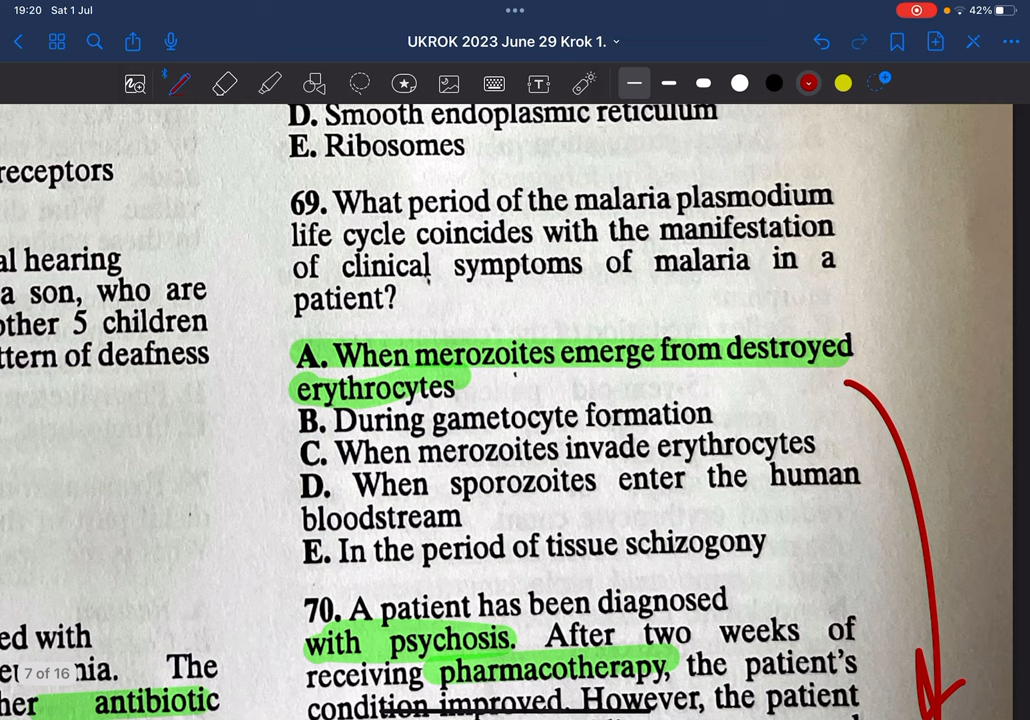 19:20 Sat 1 Jul
42%
UKROK 2023 June 29 Krok 1.
T
receptors
al hearing
a son, who are
other 5 children
ttern of deafness
ed with
nia. The
her antibiotic
7 of 16
D. Smooth endoplasmic reticulum
E. Ribosomes
69. What period of the malaria plasmodium
life cycle coincides with the manifestation
of clinical symptoms of malaria in a
patient?
A. When merozoites emerge from destroyed
erythrocytes
B. During gametocyte formation
C. When merozoites invade erythrocytes
D. When sporozoites enter the human
bloodstream
E. In the period of tissue schizogony
70. A patient has been diagnosed
with psychosis. After two weeks of
receiving pharmacotherapy, the patient's
condition improved. However, the patient